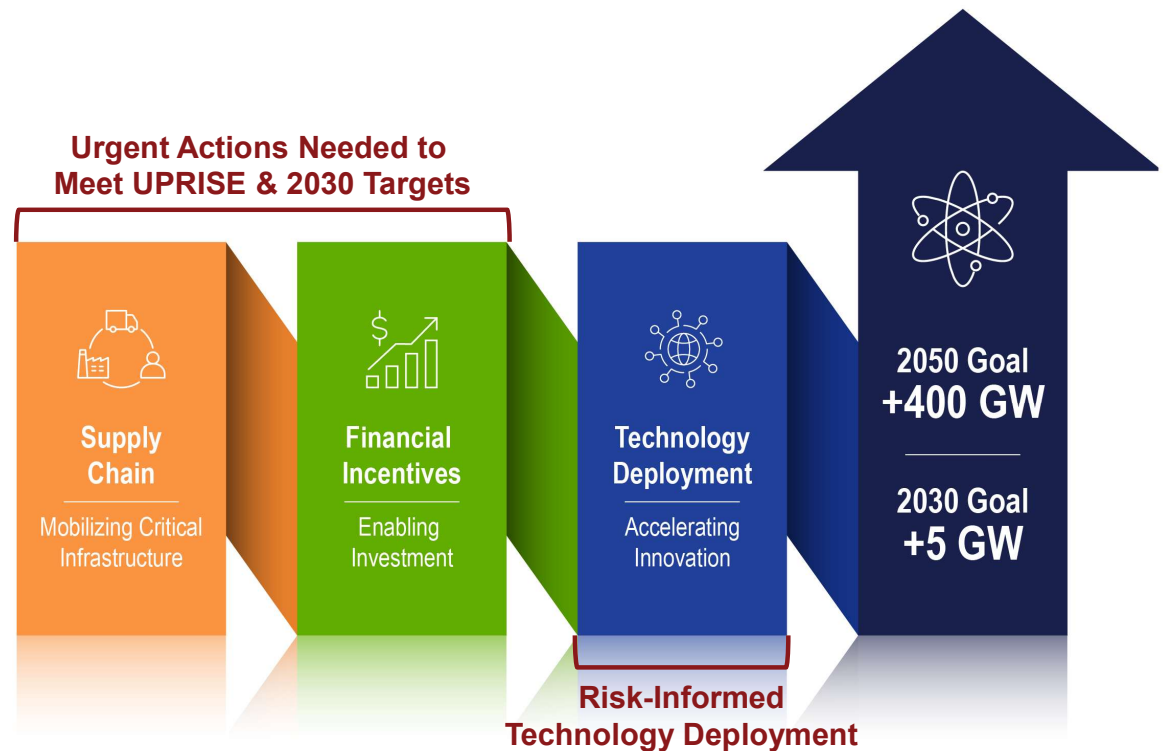 Urgent Actions Needed to
Meet UPRISE & 2030 Targets
Supply
Chain
Mobilizing Critical
Infrastructure
$
Financial
Incentives
Enabling
Investment
Technology
Deployment
Accelerating
Innovation
2050 Goal
+400 GW
2030 Goal
+5 GW
Risk-Informed
Technology Deployment